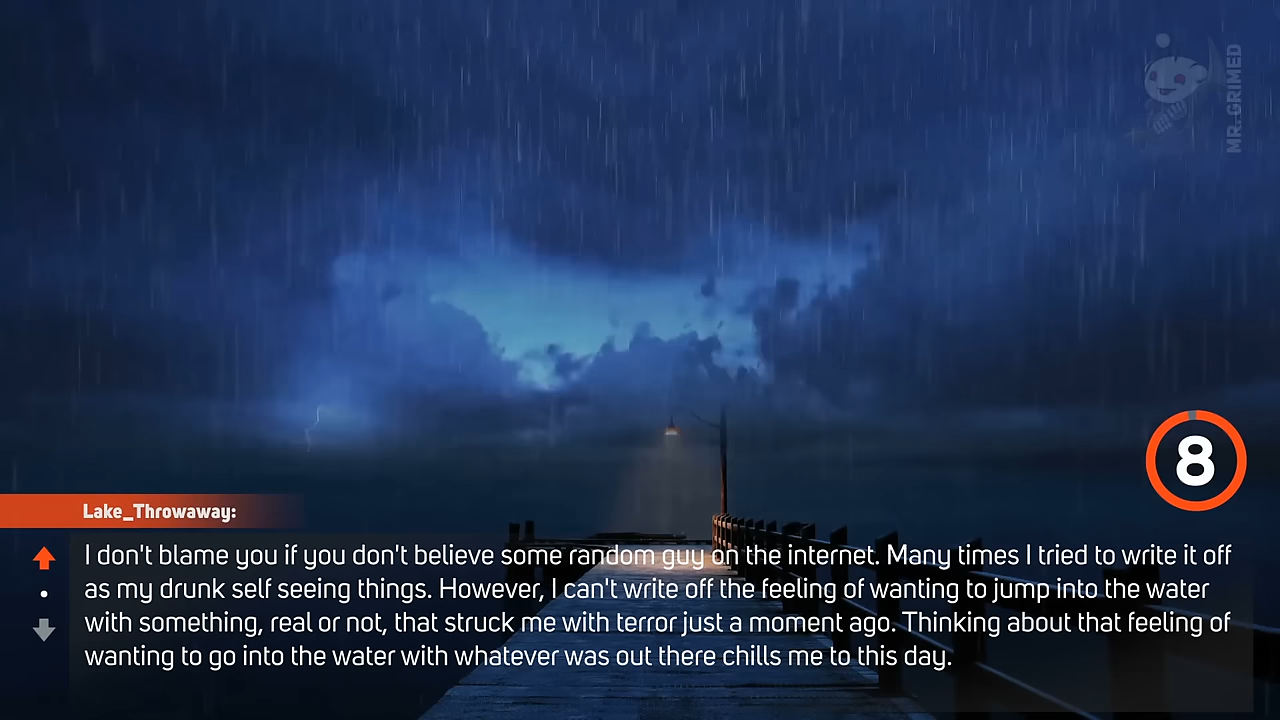 MR. GRIMED
8
Lake_Throwaway:
I don't blame you if you don't believe some random guy on the internet. Many times I tried to write it off
as my drunk self seeing things. However, I can't write off the feeling of wanting to jump into the water
with something, real or not, that struck me with terror just a moment ago. Thinking about that feeling of
wanting to go into the water with whatever was out there chills me to this day.